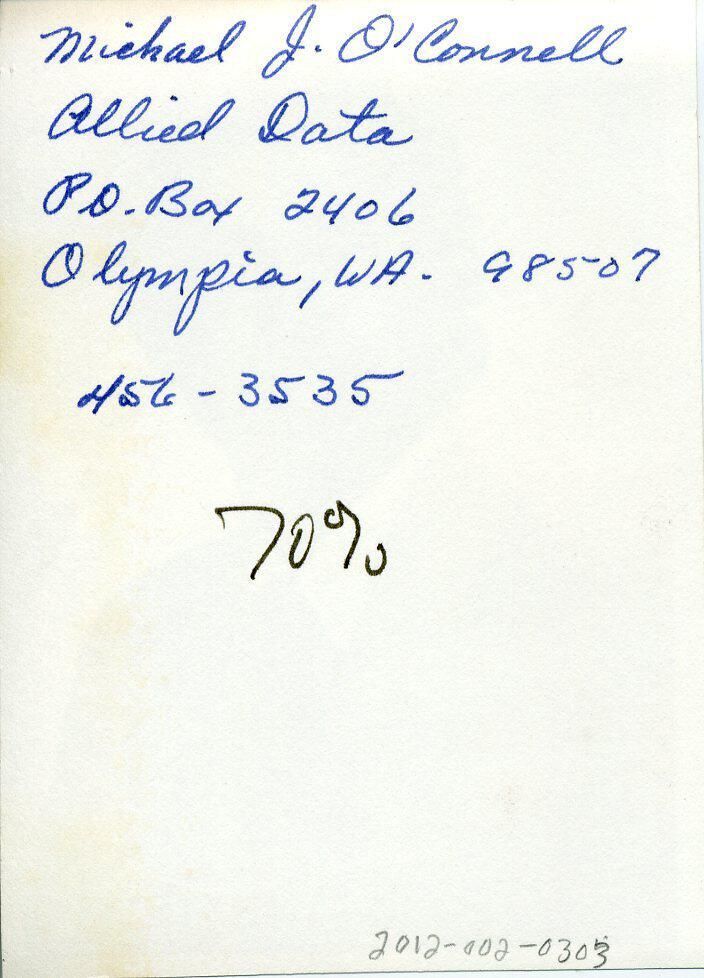 Michael J. O'Connell
Allied Data
P.O. Box 2406
Olympia, WA. 98507
456-3535
70%
2012-002-0303